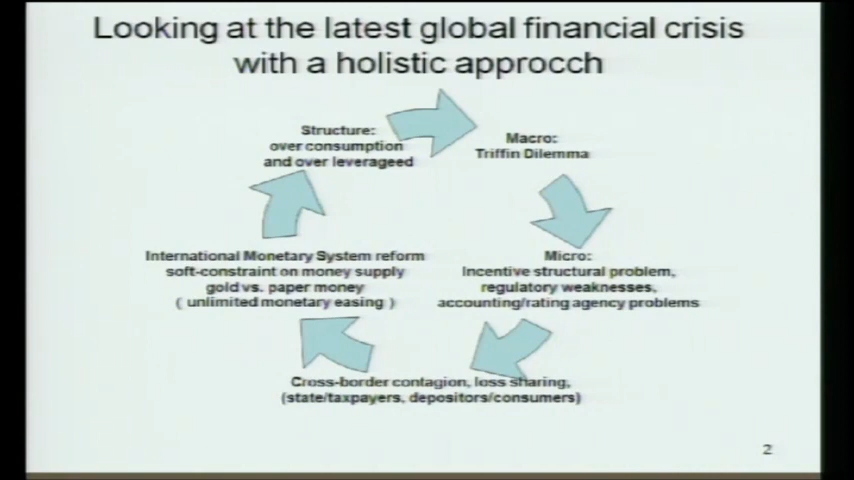 Looking at the latest global financial crisis
with a holistic approcch
Structure:
over consumption
and over leverageed
Macro:
Triffin Dilemma
International Monetary System reform
soft-constraint on money supply
gold vs. paper money
( unlimited monetary easing )
Micro:
Incentive structural problem,
regulatory weaknesses,
accounting/rating agency problems
Cross-border contagion, loss sharing,
(state/taxpayers, depositors/consumers)
2